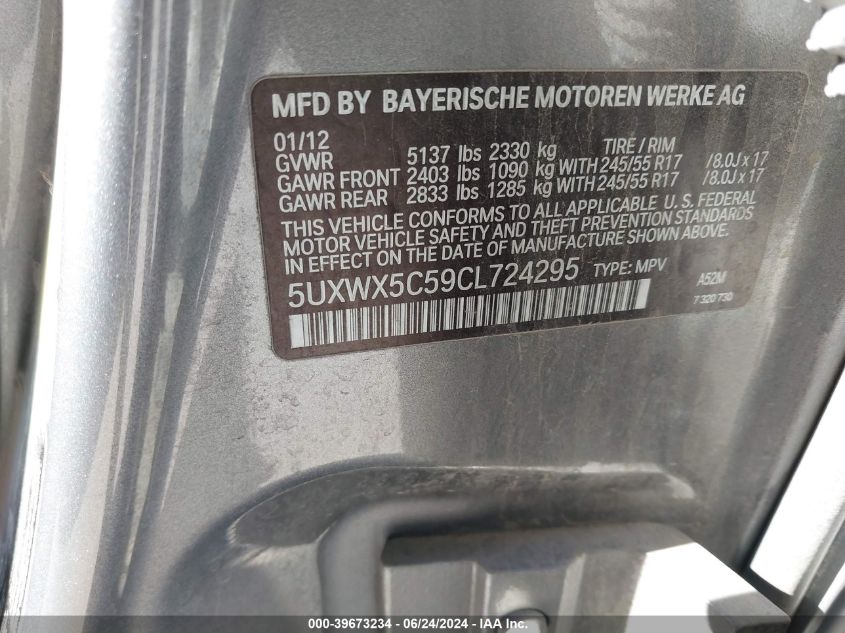 MFD BY BAYERISCHE MOTOREN WERKE AG
01/12 TIRE / RIM
GVWR 5137 lbs 2330 kg
GAWR FRONT 2403 lbs 1090 kg WITH 245/55 R17 /8.0J x 17
GAWR REAR 2833 lbs 1285 kg WITH 245/55 R17 /8.0J x 17
THIS VEHICLE CONFORMS TO ALL APPLICABLE U. S. FEDERAL
MOTOR VEHICLE SAFETY AND THEFT PREVENTION STANDARDS
IN EFFECT ON THE DATE OF MANUFACTURE SHOWN ABOVE.
5UXWX5C59CL724295 TYPE: MPV A52M
7 320 730
000-39673234 - 06/24/2024 - IAA Inc.